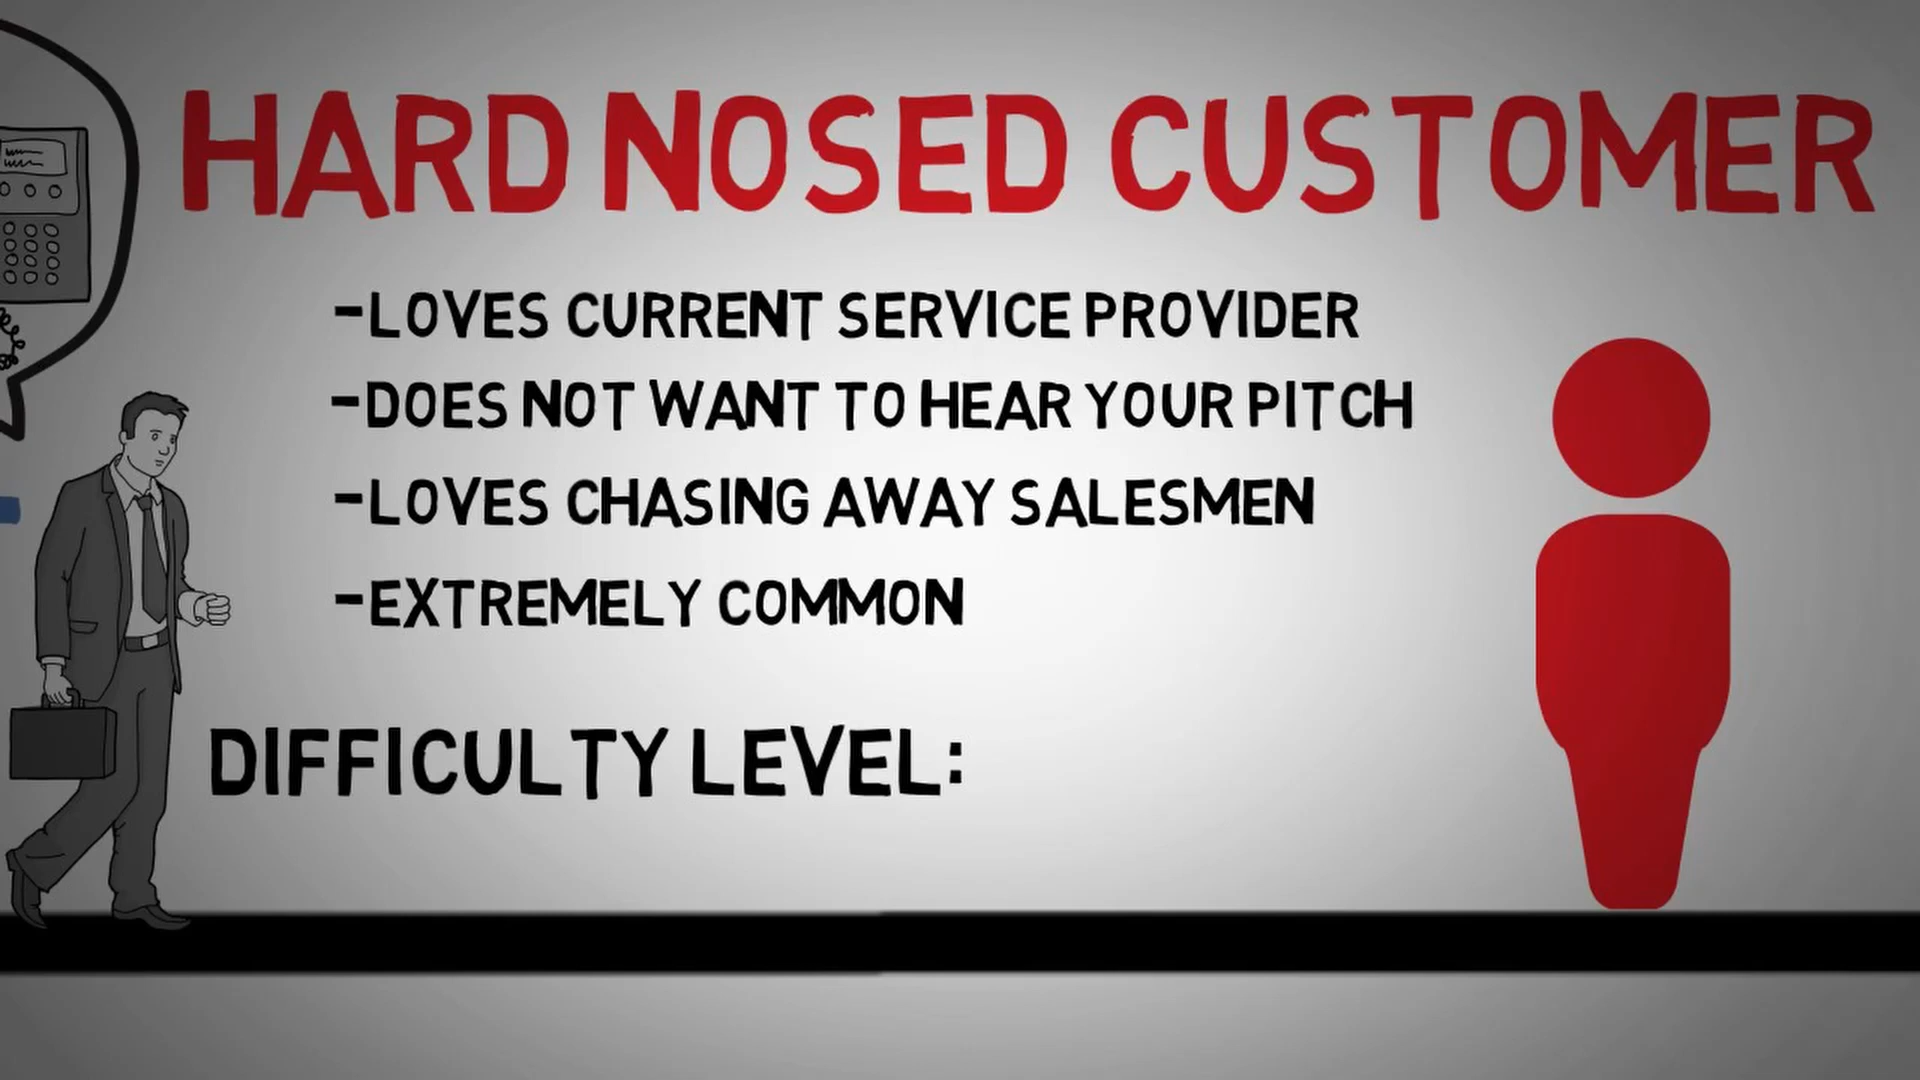 HARD NOSED CUSTOMER
-LOVES CURRENT SERVICE PROVIDER
-DOES NOT WANT TO HEAR YOUR PITCH
-LOVES CHASING AWAY SALESMEN
-EXTREMELY COMMON
DIFFICULTY LEVEL: